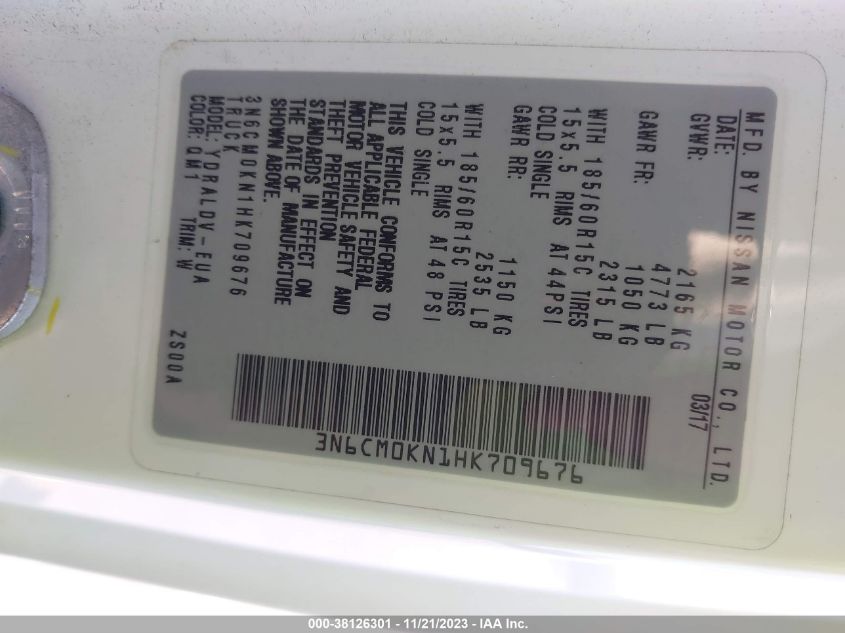 MFD. BY NISSAN MOTOR CO., LTD.
DATE: 03/17
GVWR: 2165 KG
4773 LB
GAWR FR: 1050 KG
2315 LB
WITH 185/60R15C TIRES
15x5.5 RIMS AT 44PSI
COLD SINGLE
GAWR RR: 1150 KG
2535 LB
WITH 185/60R15C TIRES
15x5.5 RIMS AT 48 PSI
COLD SINGLE
THIS VEHICLE CONFORMS TO
ALL APPLICABLE FEDERAL
MOTOR VEHICLE SAFETY AND
THEFT PREVENTION
STANDARDS IN EFFECT ON
THE DATE OF MANUFACTURE
SHOWN ABOVE.
3N6CM0KN1HK709676
TRUCK
MODEL: YDRALDV-EUA
COLOR: QM1 TRIM: W ZS00A
3N6CM0KN1HK709676
000-38126301 - 11/21/2023 - IAA Inc.